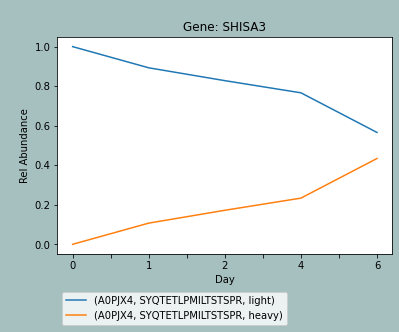 Gene: SHISA3
1.0
0.8
0.6
0.4
0.2
0.0
Rel Abundance
0 1 2 4 6
Day
(A0PJX4, SYQTETLPMILTSTSPR, light)
(A0PJX4, SYQTETLPMILTSTSPR, heavy)